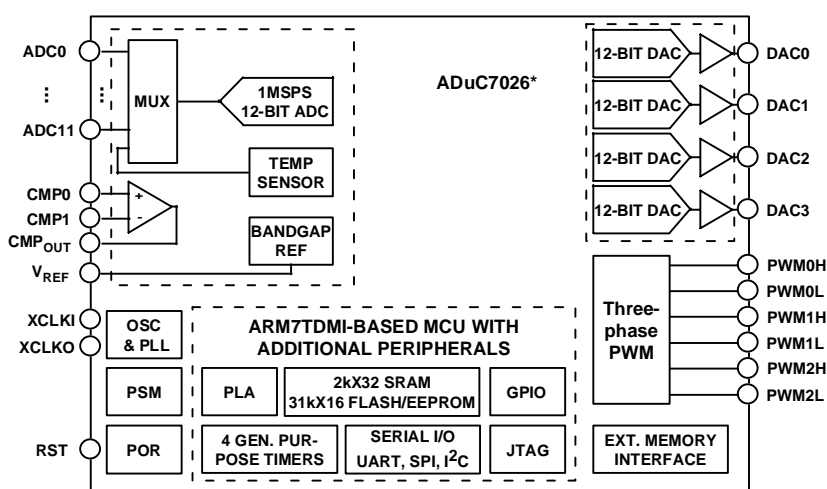 ADC0
⋮
⋮
ADC11
MUX
1MSPS
12-BIT ADC
TEMP
SENSOR
CMP0
CMP1
CMPOUT
VREF
+
-
BANDGAP
REF
ADuC7026*
12-BIT DAC
DAC0
12-BIT DAC
DAC1
12-BIT DAC
DAC2
12-BIT DAC
DAC3
Three-
phase
PWM
PWM0H
PWM0L
PWM1H
PWM1L
PWM2H
PWM2L
XCLKI
XCLKO
OSC
& PLL
PSM
RST
POR
ARM7TDMI-BASED MCU WITH
ADDITIONAL PERIPHERALS
PLA
2kX32 SRAM
31kX16 FLASH/EEPROM
GPIO
4 GEN. PUR-
POSE TIMERS
SERIAL I/O
UART, SPI, I²C
JTAG
EXT. MEMORY
INTERFACE